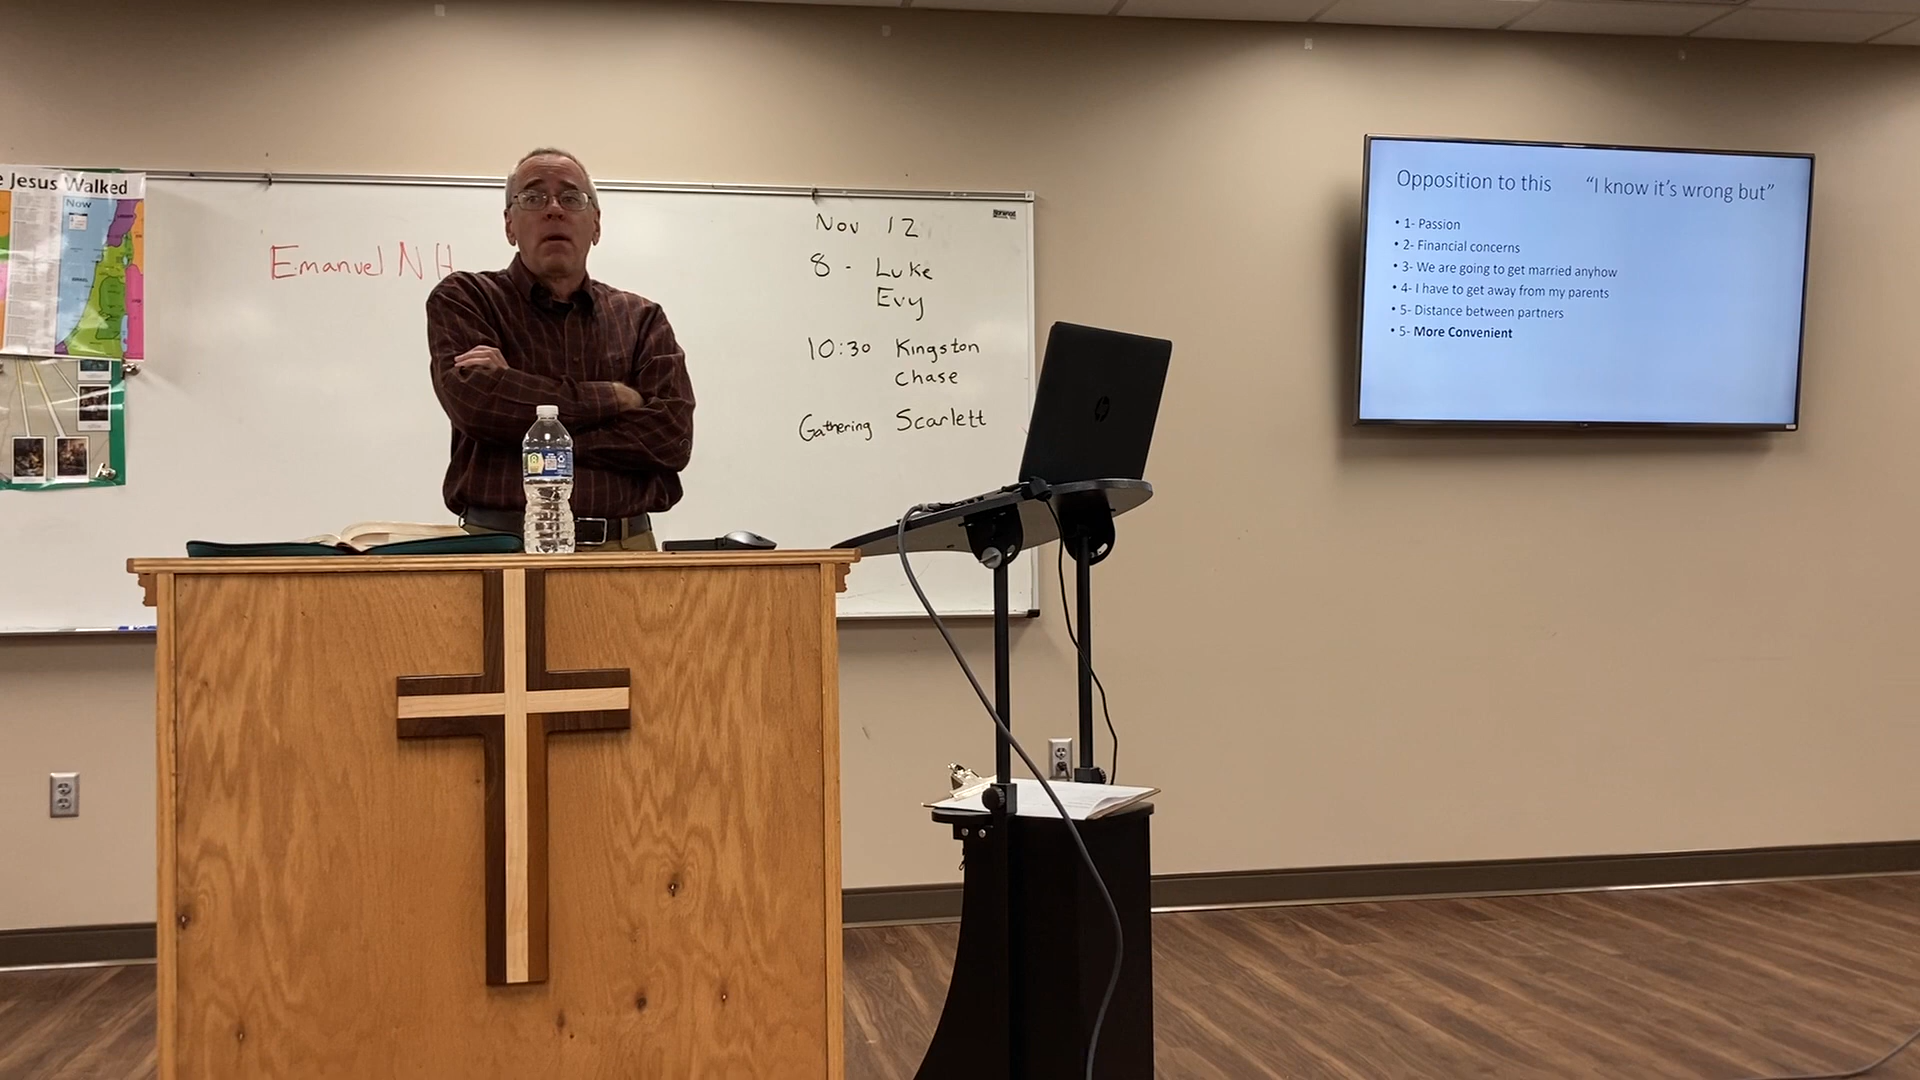 e Jesus Walked
Now
Emanuel NH
Nov 12
8 - Luke
Evy
10:30 Kingston
Chase
Gathering Scarlett
hp
Opposition to this "I know it's wrong but"
• 1- Passion
• 2- Financial concerns
• 3- We are going to get married anyhow
• 4- I have to get away from my parents
• 5- Distance between partners
• 5- More Convenient